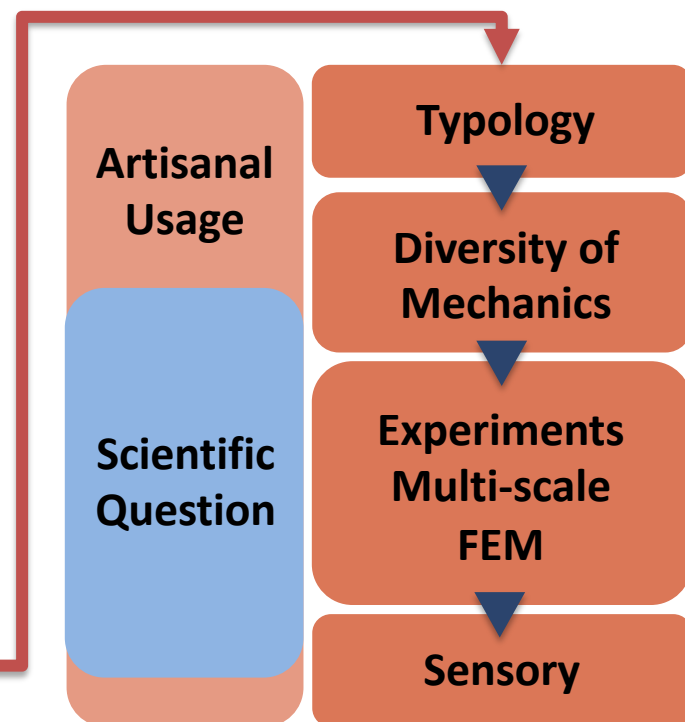 Artisanal
Usage
Scientific
Question
Typology
Diversity of
Mechanics
Experiments
Multi-scale
FEM
Sensory